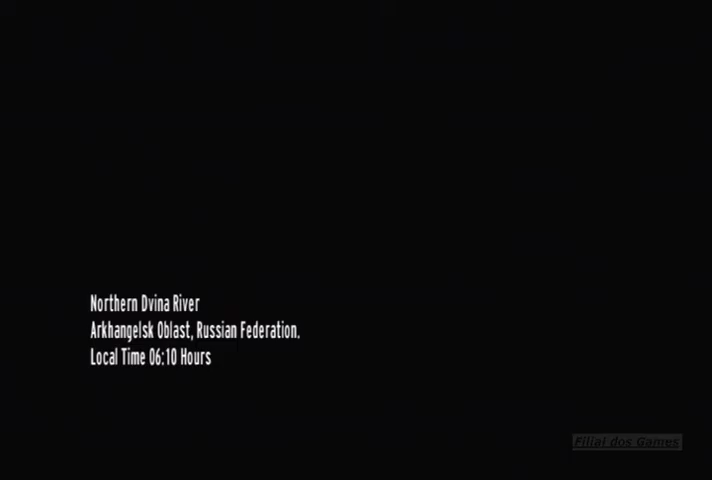 Northern Dvina River
Arkhangelsk Oblast, Russian Federation.
Local Time 06:10 Hours
Filial dos Games